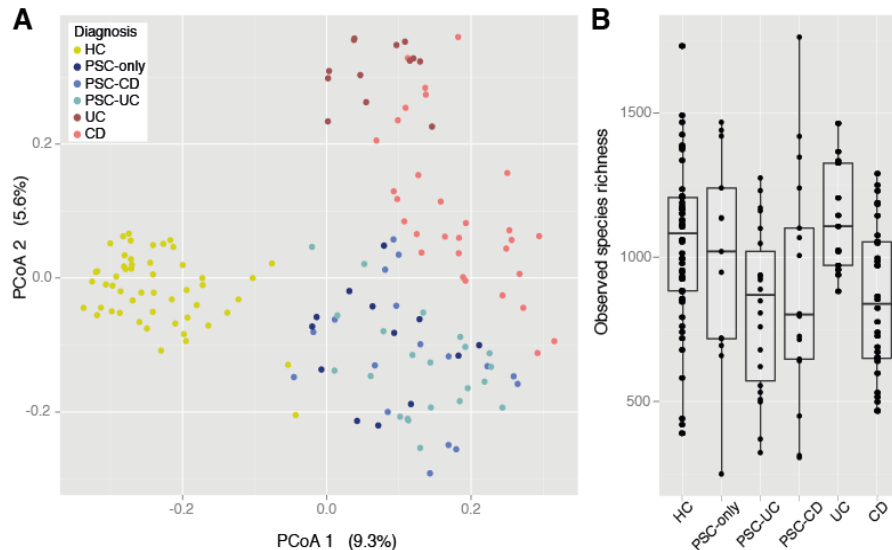 A
Diagnosis
HC
PSC-only
PSC-CD
PSC-UC
UC
CD
0.2
0.0
-0.2
PCoA 2 (5.6%)
-0.2
0.0
0.2
PCoA 1 (9.3%)
B
Observed species richness
1500
1000
500
HC
PSC-only
PSC-UC
PSC-CD
UC
CD